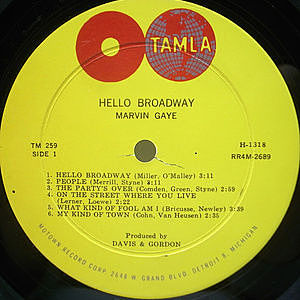 TAMLA
HELLO BROADWAY
MARVIN GAYE
TM 259
SIDE 1
H-1318
RR4M-2689
1. HELLO BROADWAY (Miller, O'Malley) 3:11
2. PEOPLE (Merrill, Styne) 3:11
3. THE PARTY'S OVER (Comden, Green, Styne) 2:59
4. ON THE STREET WHERE YOU LIVE
(Lerner, Loewe) 2:22
5. WHAT KIND OF FOOL AM I (Bricusse, Newley) 3:39
6. MY KIND OF TOWN (Cohn, Van Heusen) 2:35
Produced by
DAVIS & GORDON
MOTOWN RECORD CORP. 2648 W. GRAND BLVD. DETROIT 8, MICHIGAN